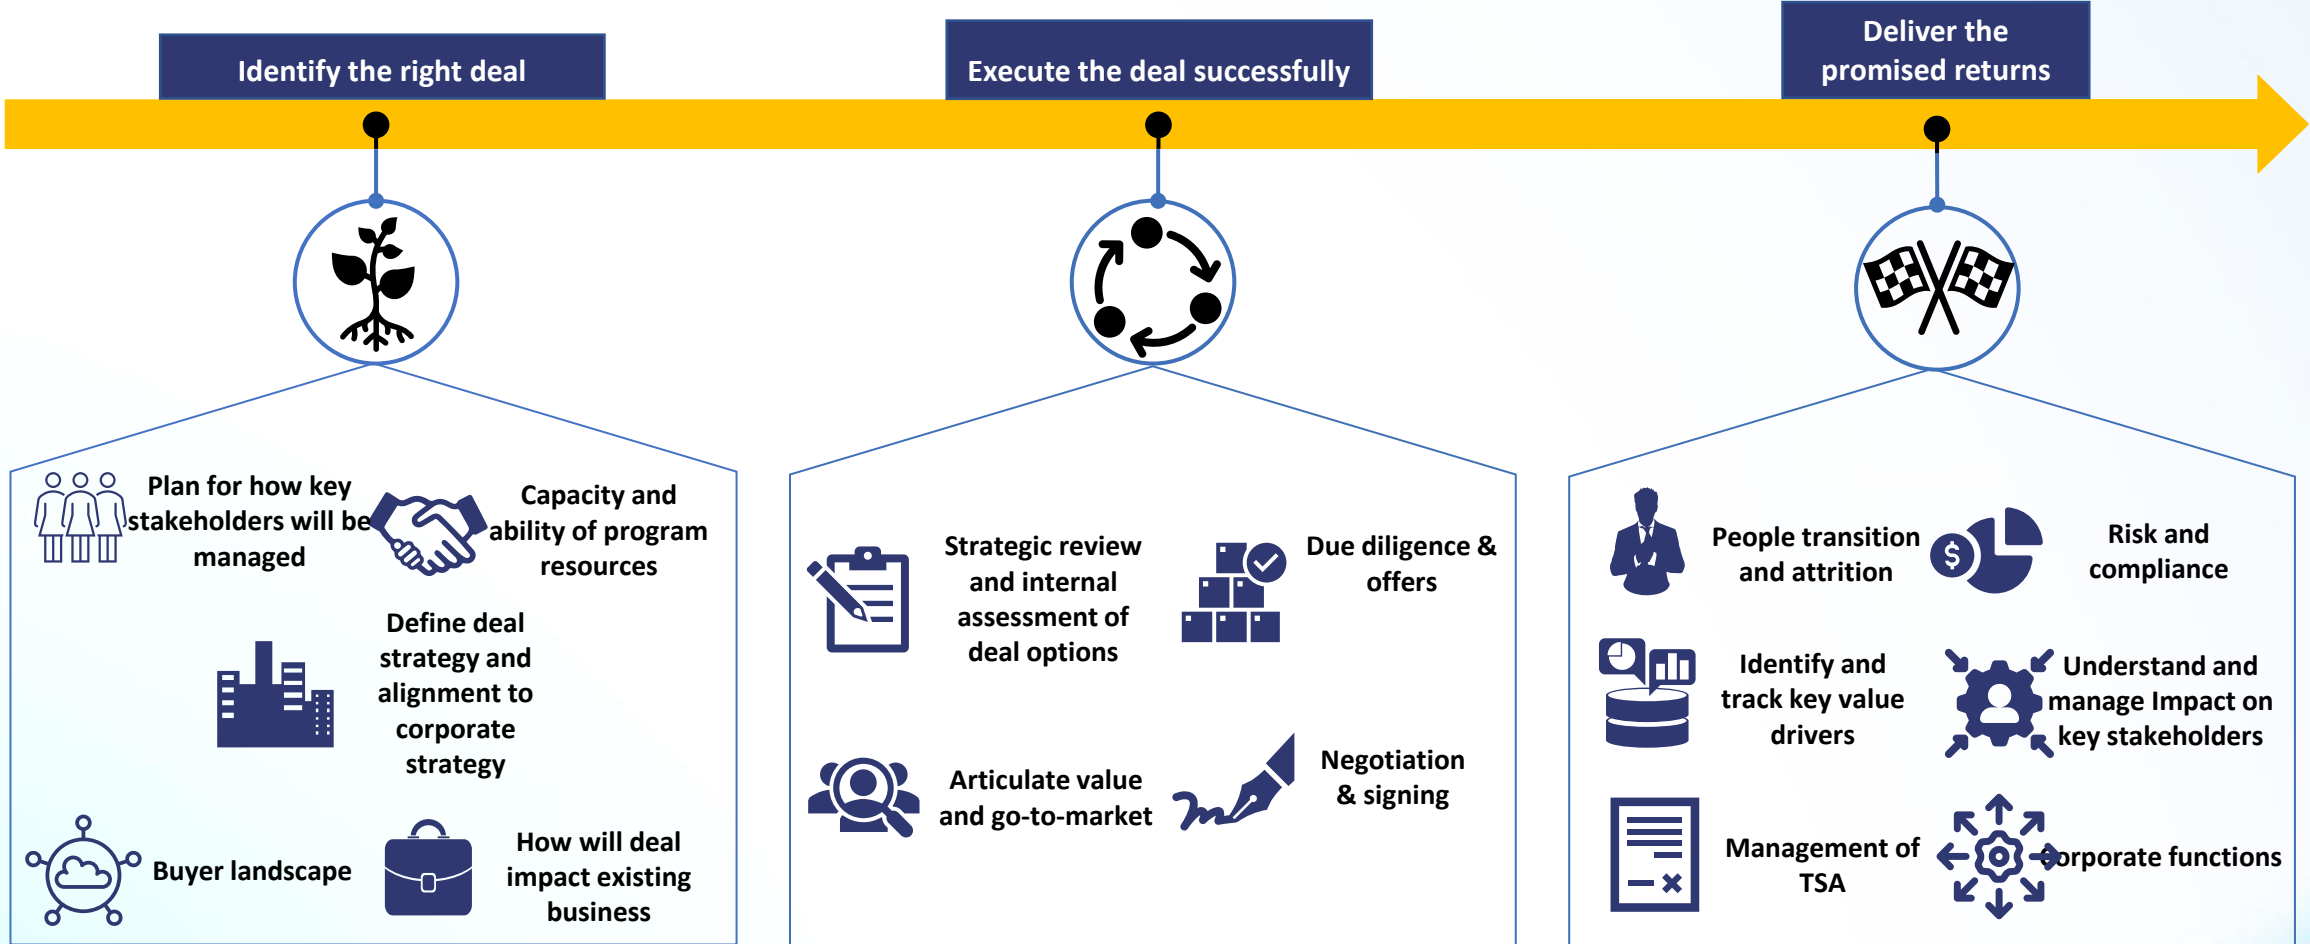 Identify the right deal
Execute the deal successfully
Deliver the
promised returns
Plan for how key
stakeholders will be
managed
Capacity and
ability of program
resources
Define deal
strategy and
alignment to
corporate
strategy
Buyer landscape
How will deal
impact existing
business
Strategic review
and internal
assessment of
deal options
Due diligence &
offers
Articulate value
and go-to-market
Negotiation
& signing
People transition
and attrition
Risk and
compliance
Identify and
track key value
drivers
Understand and
manage Impact on
key stakeholders
Management of
TSA
Corporate functions
$